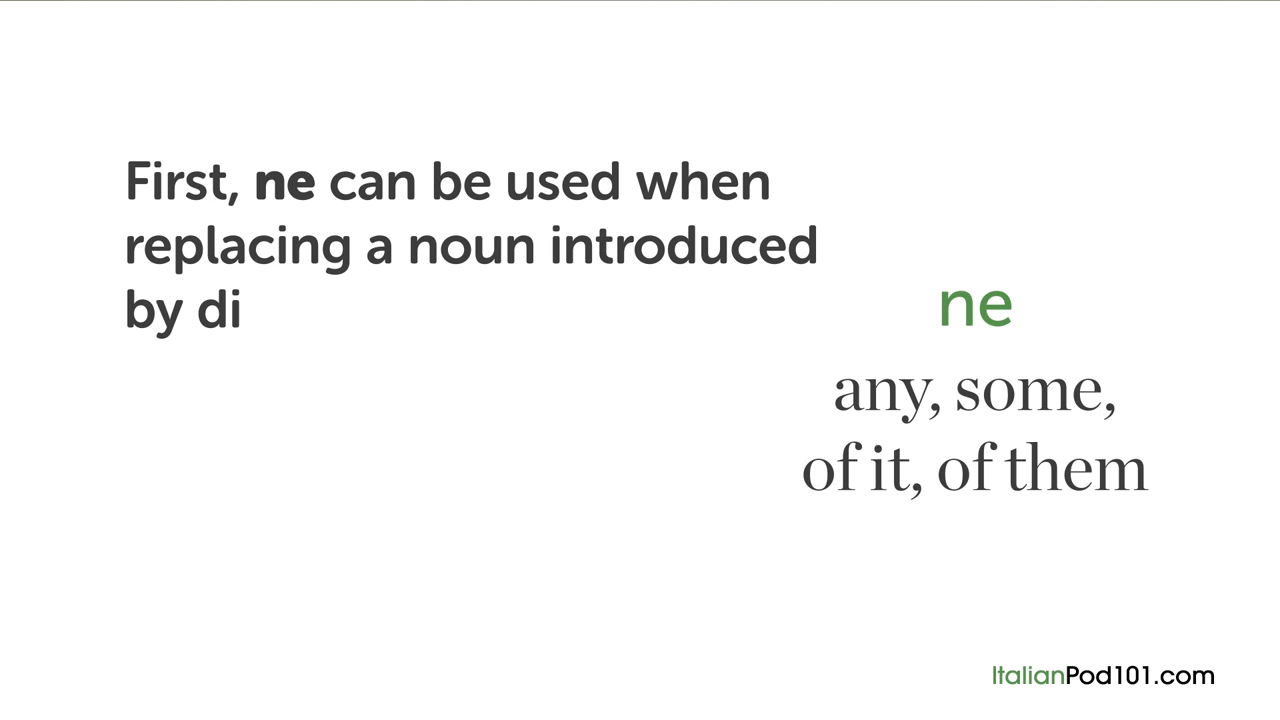 First, ne can be used when
replacing a noun introduced
by di
ne
any, some,
of it, of them
ItalianPod101.com